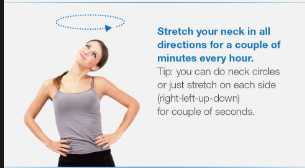 Stretch your neck in all
directions for a couple of
minutes every hour.
Tip: you can do neck circles
or just stretch on each side
(right-left-up-down)
for couple of seconds.